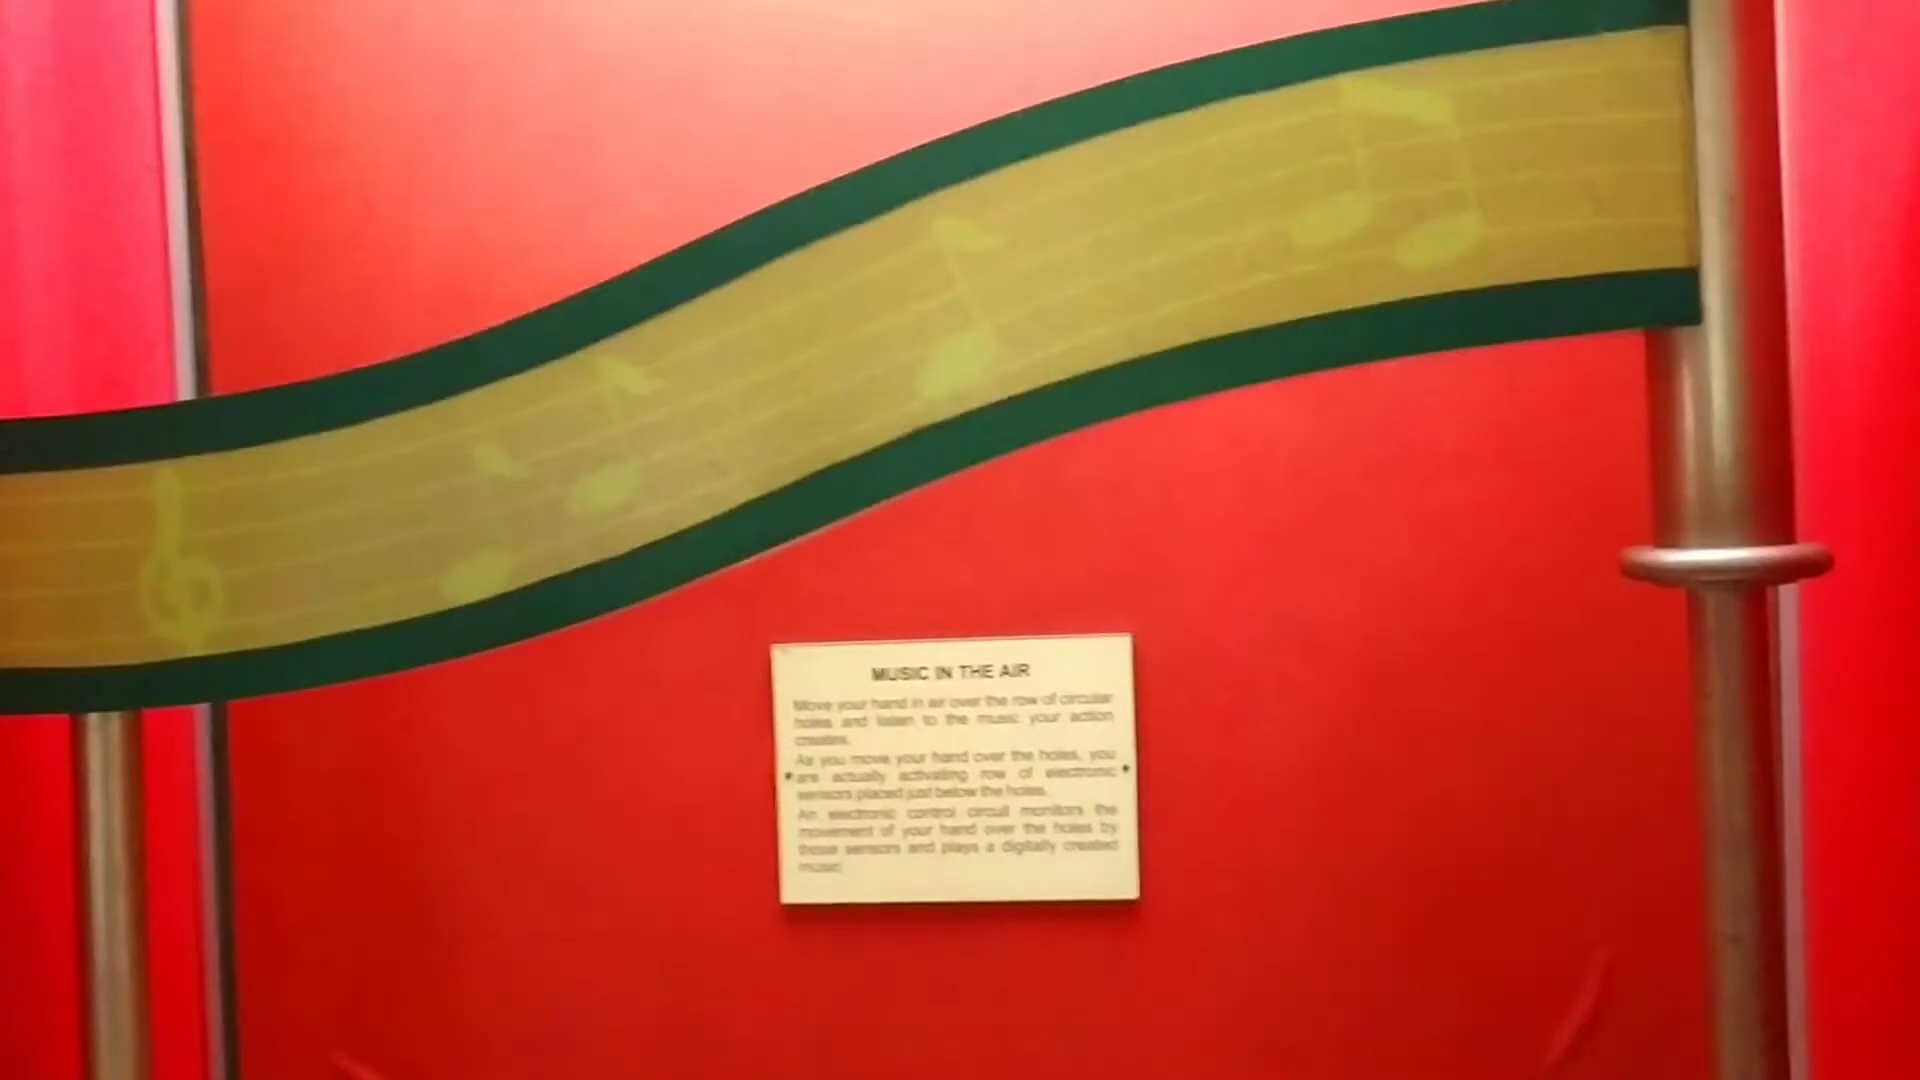 MUSIC IN THE AIR
Move your hand in air over the row of circular
holes and listen to the music your action
creates.
As you move your hand over the holes, you
are actually activating row of electronic
sensors placed just below the holes.
An electronic control circuit monitors the
movement of your hand over the holes by
those sensors and plays a digitally created
music.